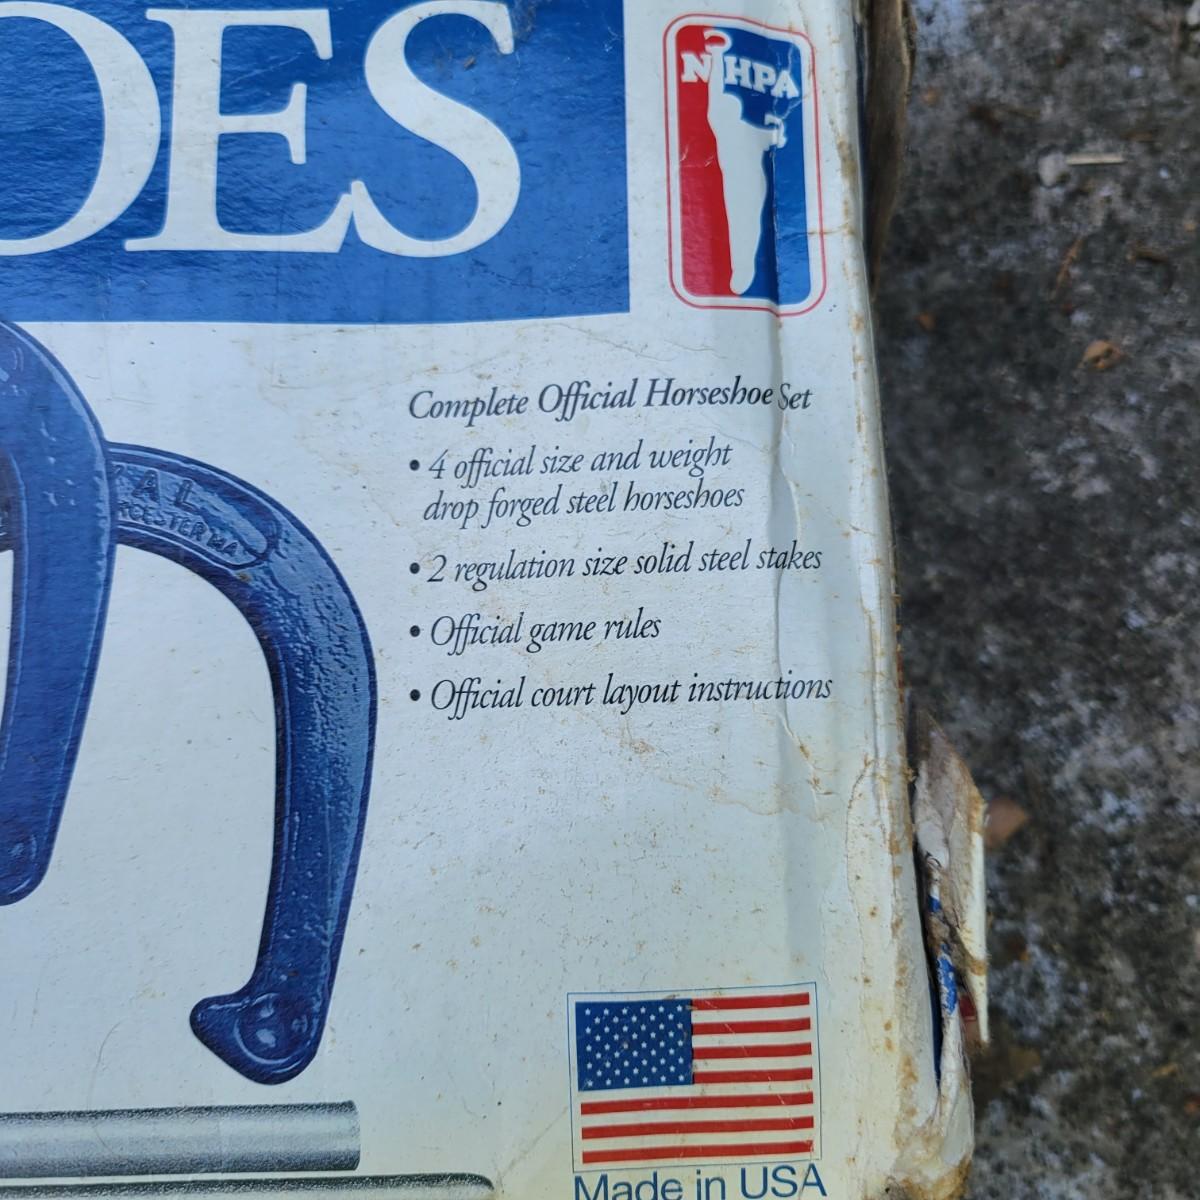 OES
NHPA
Complete Official Horseshoe Set
• 4 official size and weight
drop forged steel horseshoes
• 2 regulation size solid steel stakes
• Official game rules
• Official court layout instructions
Made in USA